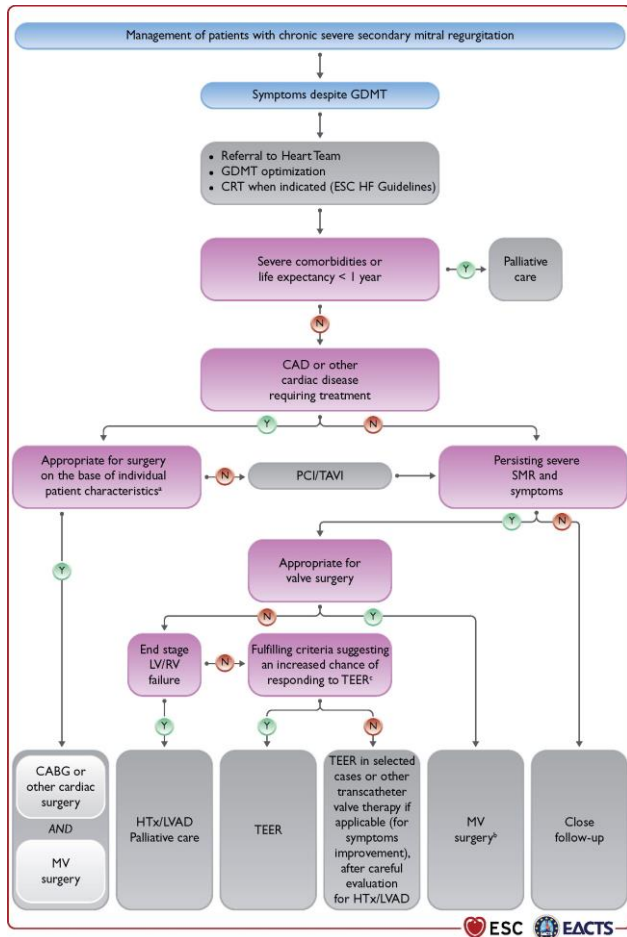 Management of patients with chronic severe secondary mitral regurgitation
Symptoms despite GDMT
• Referral to Heart Team
• GDMT optimization
• CRT when indicated (ESC HF Guidelines)
Severe comorbidities or
life expectancy < 1 year
Y
Palliative
care
N
CAD or other
cardiac disease
requiring treatment
Y
N
Appropriate for surgery
on the base of individual
patient characteristicsᵃ
N
PCI/TAVI
Persisting severe
SMR and
symptoms
Y
N
Y
Appropriate for
valve surgery
N
Y
End stage
LV/RV
failure
N
Fulfilling criteria suggesting
an increased chance of
responding to TEERᶜ
Y
Y
N
CABG or
other cardiac
surgery
AND
MV
surgery
HTx/LVAD
Palliative care
TEER
TEER in selected
cases or other
transcatheter
valve therapy if
applicable (for
symptoms
improvement),
after careful
evaluation
for HTx/LVAD
MV
surgeryᵇ
Close
follow-up
ESC
EACTS